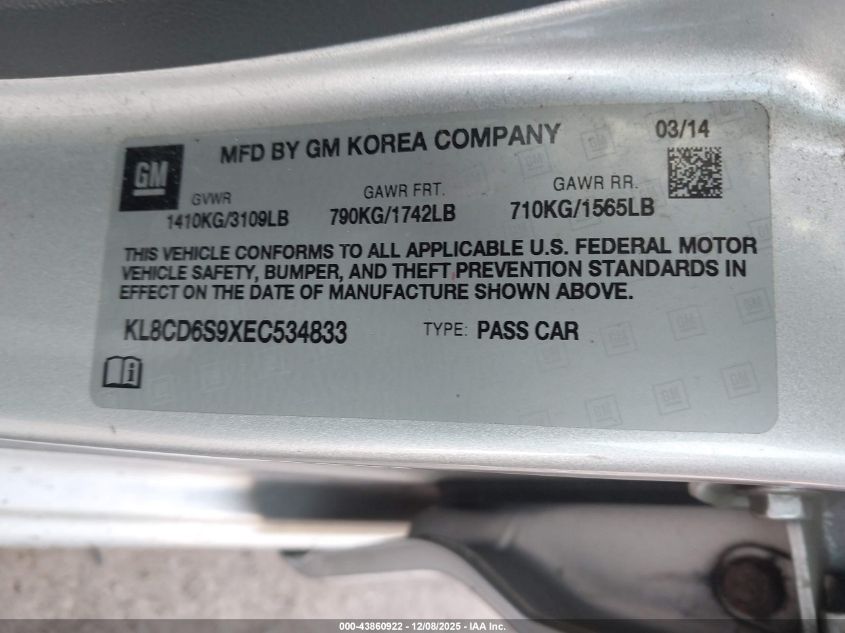 MFD BY GM KOREA COMPANY 03/14
GM
GVWR GAWR FRT. GAWR RR.
1410KG/3109LB 790KG/1742LB 710KG/1565LB
THIS VEHICLE CONFORMS TO ALL APPLICABLE U.S. FEDERAL MOTOR
VEHICLE SAFETY, BUMPER, AND THEFT PREVENTION STANDARDS IN
EFFECT ON THE DATE OF MANUFACTURE SHOWN ABOVE.
KL8CD6S9XEC534833 TYPE: PASS CAR
000-43860922 - 12/08/2025 - IAA Inc.